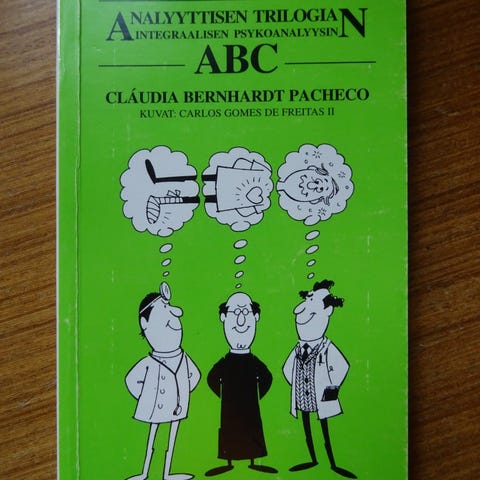 ANALYYTTISEN TRILOGIAN
INTEGRAALISEN PSYKOANALYYSIN
ABC
CLÁUDIA BERNHARDT PACHECO
KUVAT: CARLOS GOMES DE FREITAS II